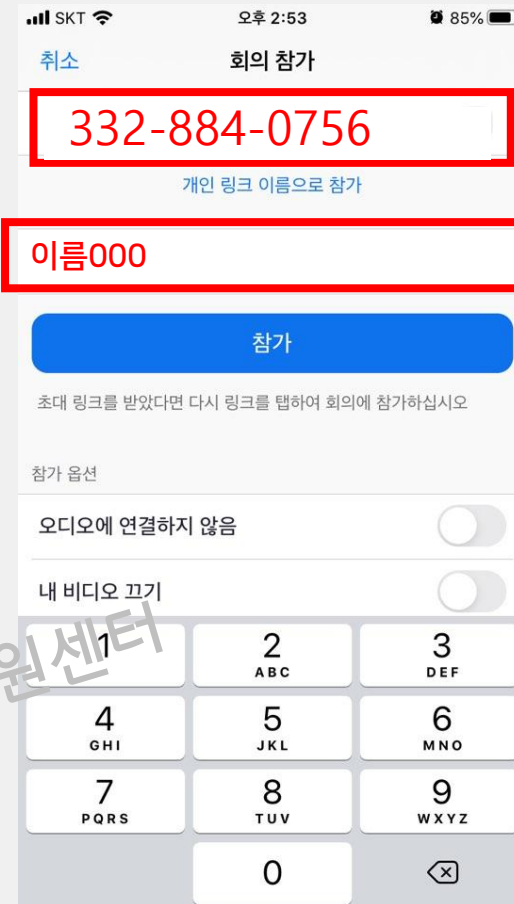 SKT 오후 2:53 85%
취소 회의 참가
332-884-0756
개인 링크 이름으로 참가
이름000
참가
초대 링크를 받았다면 다시 링크를 탭하여 회의에 참가하십시오
참가 옵션
오디오에 연결하지 않음
내 비디오 끄기
원센터
1 2 3
ABC DEF
4 5 6
GHI JKL MNO
7 8 9
PQRS TUV WXYZ
0